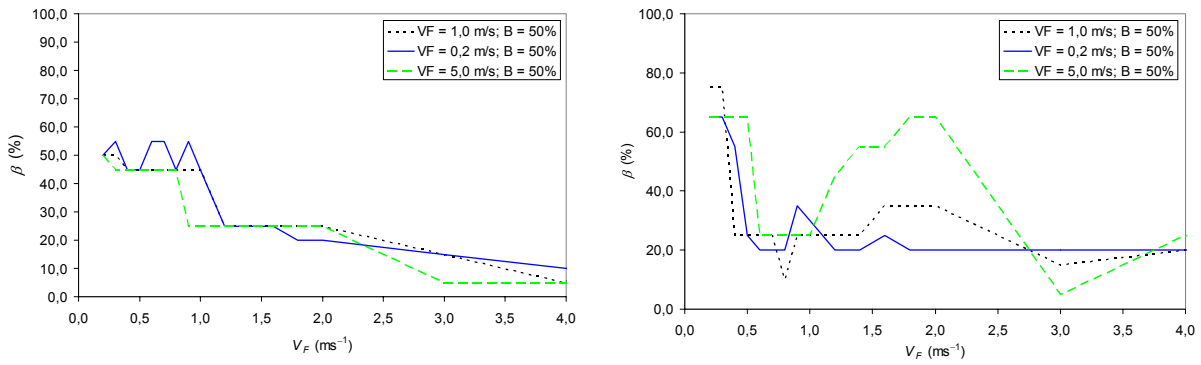 100,0
90,0
80,0
70,0
60,0
50,0
40,0
30,0
20,0
10,0
0,0
β (%)
VF = 1,0 m/s; B = 50%
VF = 0,2 m/s; B = 50%
VF = 5,0 m/s; B = 50%
0,0 0,5 1,0 1,5 2,0 2,5 3,0 3,5 4,0
V_F (ms⁻¹)
100,0
80,0
60,0
40,0
20,0
0,0
β (%)
VF = 1,0 m/s; B = 50%
VF = 0,2 m/s; B = 50%
VF = 5,0 m/s; B = 50%
0,0 0,5 1,0 1,5 2,0 2,5 3,0 3,5 4,0
V_F (ms⁻¹)